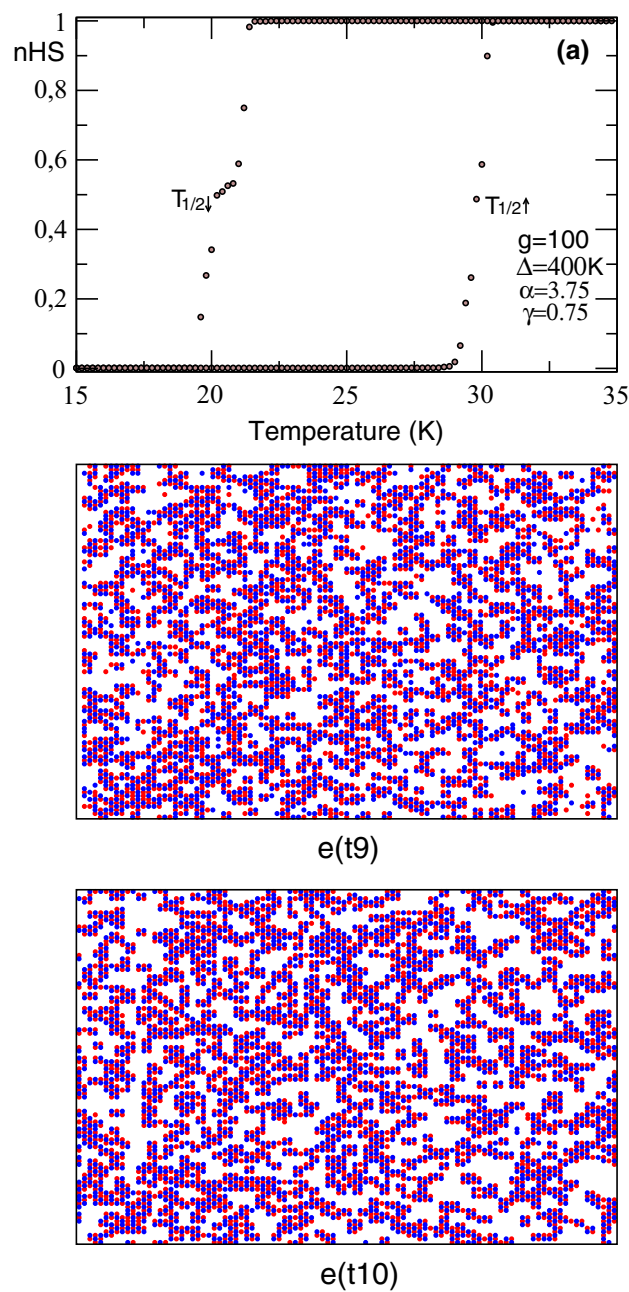 1
nHS
(a)
0,8
0,6
T1/2↓
T1/2↑
0,4
g=100
Δ=400K
0,2
α=3.75
γ=0.75
0
15 20 25 30 35
Temperature (K)
e(t9)
e(t10)